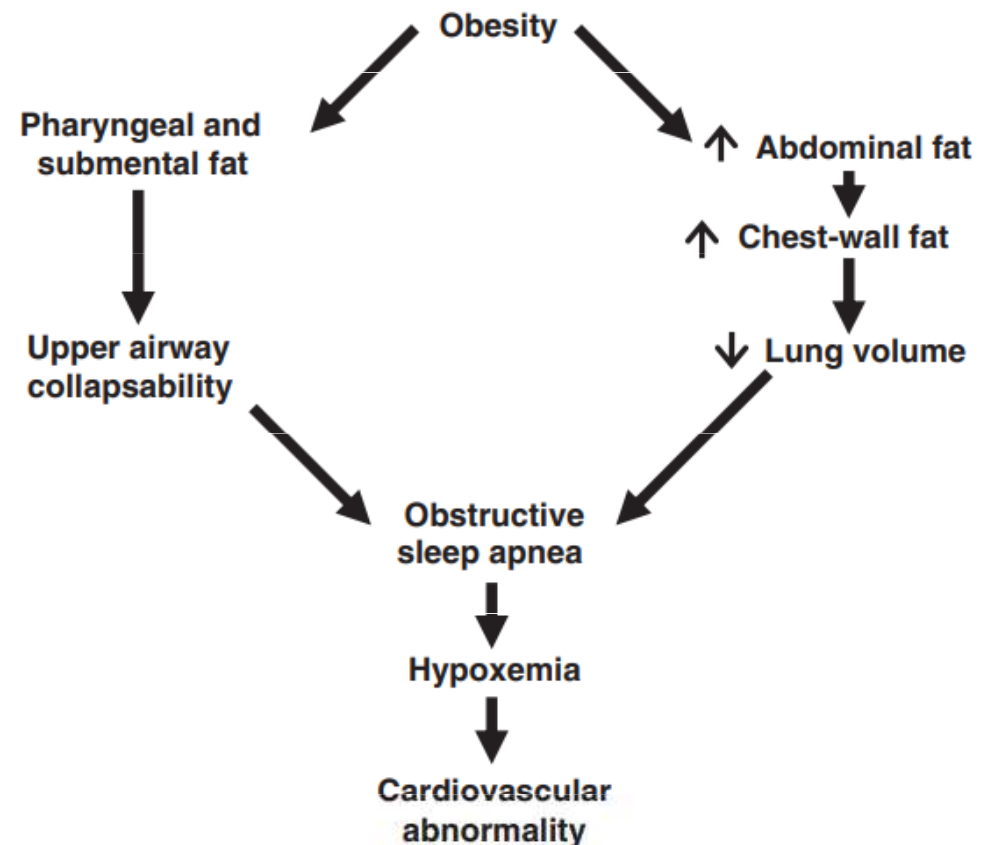 Obesity
Pharyngeal and
submental fat
↑ Abdominal fat
↑ Chest-wall fat
Upper airway
collapsability
↓ Lung volume
Obstructive
sleep apnea
Hypoxemia
Cardiovascular
abnormality